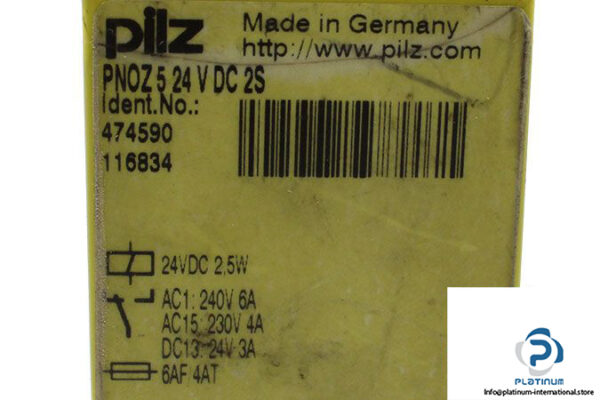 pilz
Made in Germany
http://www.pilz.com
PNOZ 5 24 V DC 2S
Ident.No.:
474590
116834
24VDC 2,5W
AC1: 240V 6A
AC15: 230V 4A
DC13: 24V 3A
6AF 4AT
PLATINUM
Info@platinum-international.store